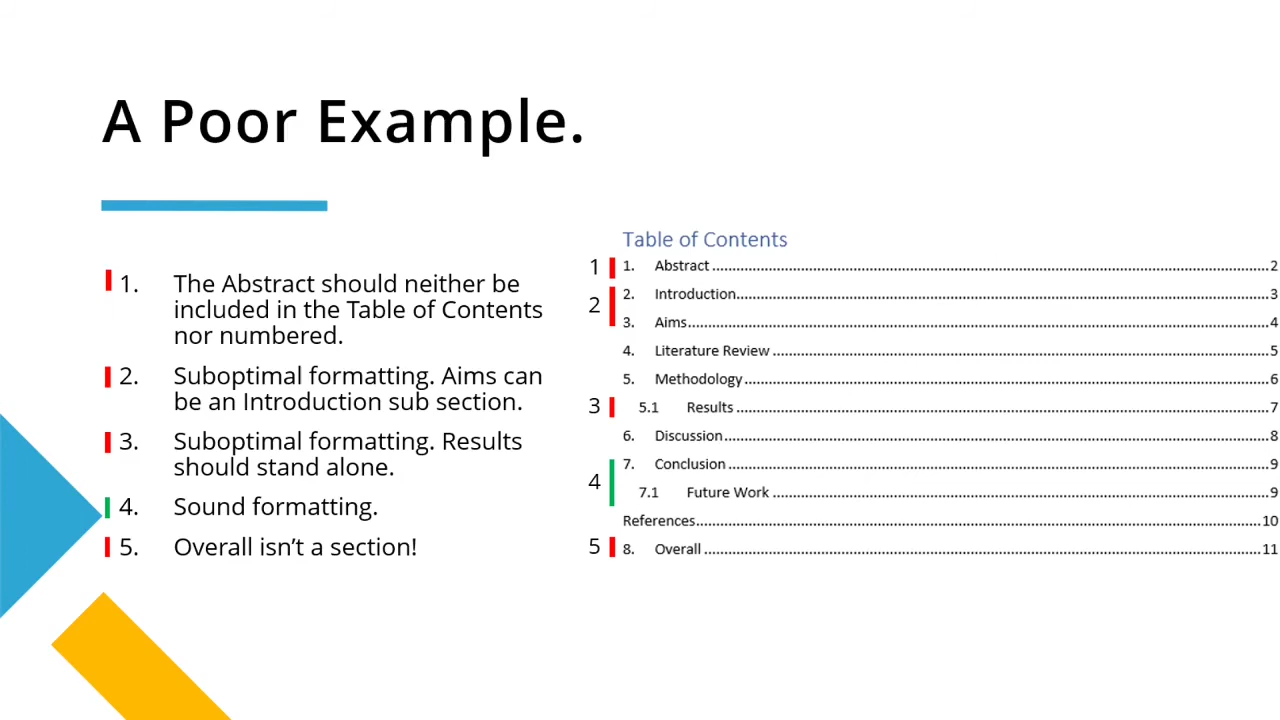 A Poor Example.
1. The Abstract should neither be
included in the Table of Contents
nor numbered.
2. Suboptimal formatting. Aims can
be an Introduction sub section.
3. Suboptimal formatting. Results
should stand alone.
4. Sound formatting.
5. Overall isn’t a section!
Table of Contents
1 1. Abstract 2
2
2. Introduction 3
3. Aims 4
4. Literature Review 5
5. Methodology 6
3 5.1 Results 7
6. Discussion 8
4
7. Conclusion 9
7.1 Future Work 9
References 10
5 8. Overall 11